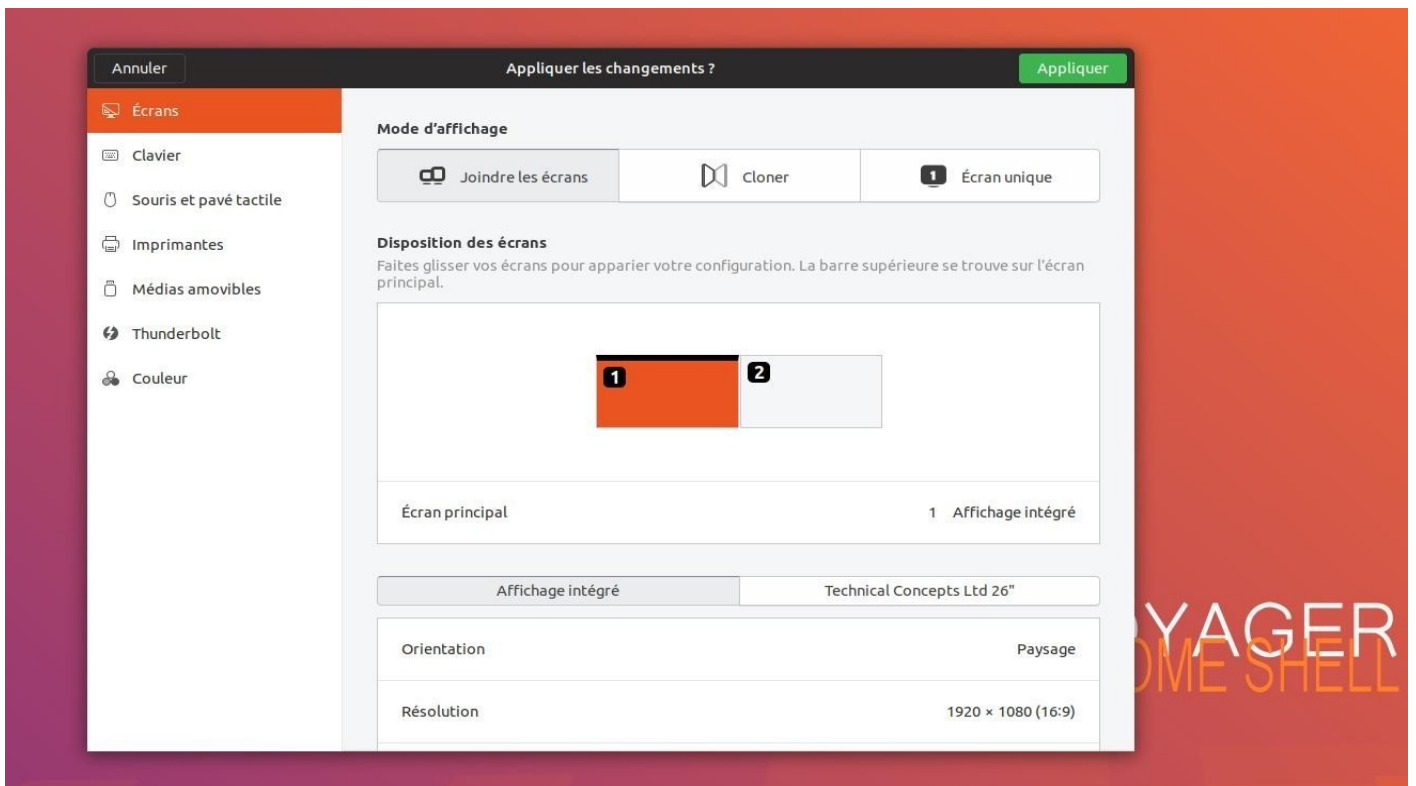 Annuler
Appliquer les changements ?
Appliquer
Écrans
Clavier
Souris et pavé tactile
Imprimantes
Médias amovibles
Thunderbolt
Couleur
Mode d'affichage
Joindre les écrans
Cloner
1
Écran unique
Disposition des écrans
Faites glisser vos écrans pour apparier votre configuration. La barre supérieure se trouve sur l'écran
principal.
1
2
Écran principal
1 Affichage intégré
Affichage intégré
Technical Concepts Ltd 26"
Orientation
Paysage
Résolution
1920 × 1080 (16:9)
YAGER
OME SHELL